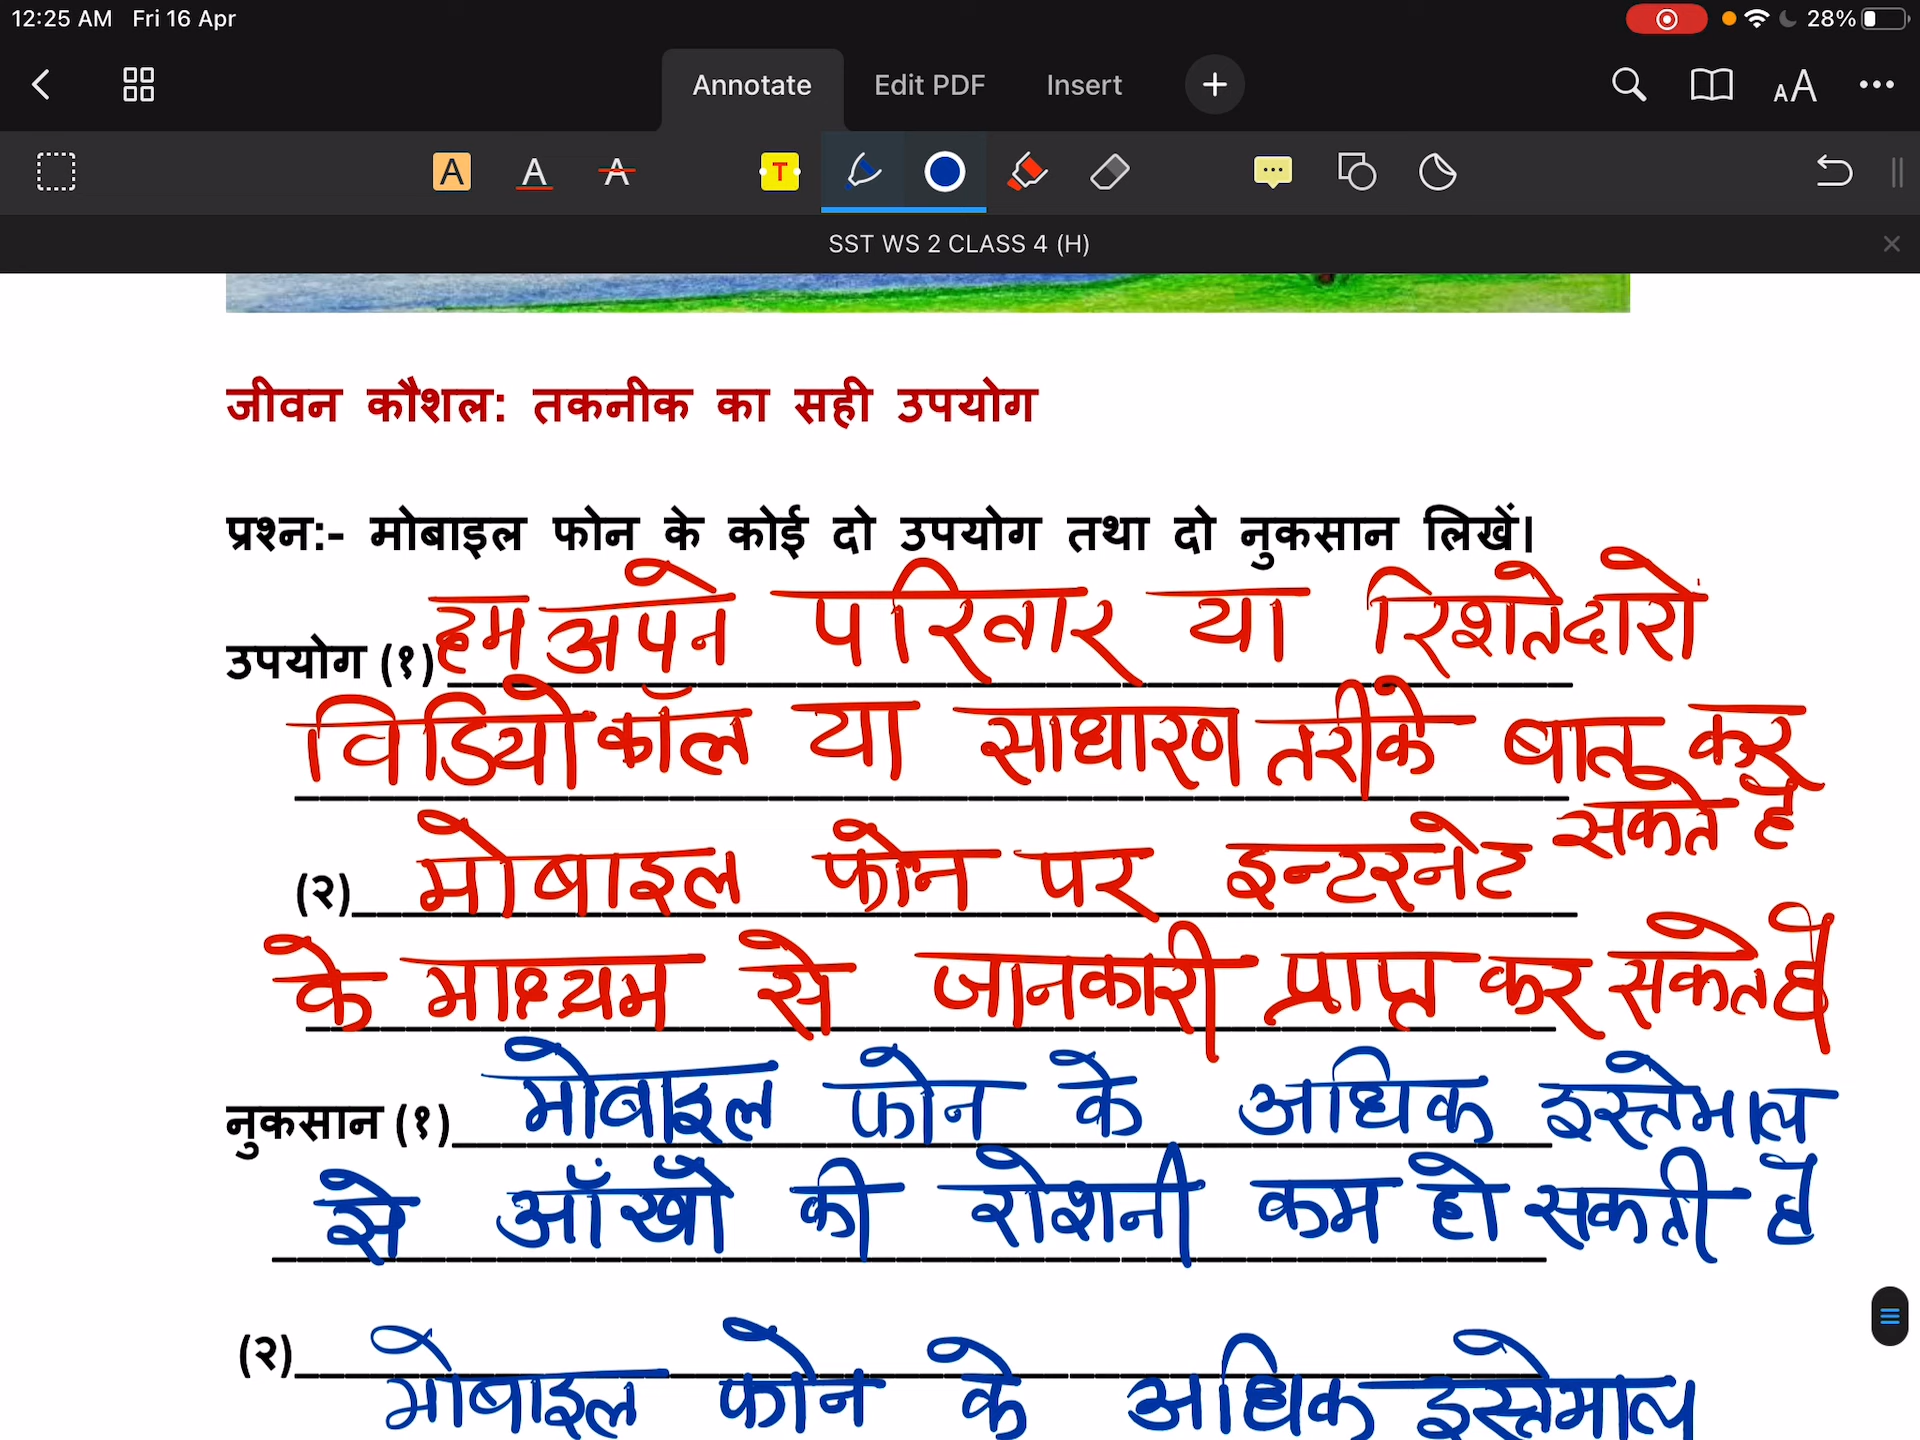 12:25 AM Fri 16 Apr 28%
Annotate Edit PDF Insert
SST WS 2 CLASS 4 (H)
जीवन कौशल: तकनीक का सही उपयोग
प्रश्न:- मोबाइल फोन के कोई दो उपयोग तथा दो नुकसान लिखें।
उपयोग (१) हम अपने परिवार या रिशतेदारो
विडियो कॉल या साधारण तरीके बात कर
सकते है
(२) मोबाइल फोन पर इन्टरनेट
के माध्यम से जानकारी प्राप्त कर सकते है
नुकसान (१) मोबाइल फोन के अधिक इस्तेमाल
से आँखों की रोशनी कम हो सकती है
(२) मोबाइल फोन के अधिक इस्तेमाल